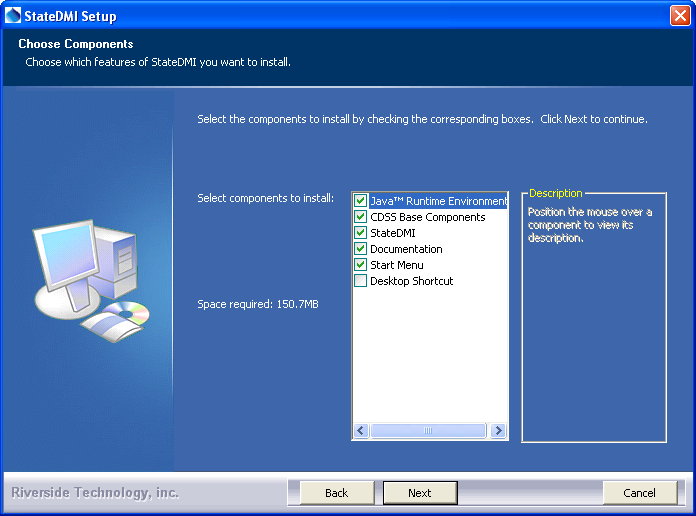 StateDMI Setup
Choose Components
Choose which features of StateDMI you want to install.
Select the components to install by checking the corresponding boxes. Click Next to continue.
Select components to install:
Java™ Runtime Environment
CDSS Base Components
StateDMI
Documentation
Start Menu
Desktop Shortcut
Space required: 150.7MB
Description
Position the mouse over a
component to view its
description.
Riverside Technology, inc.
Back
Next
Cancel